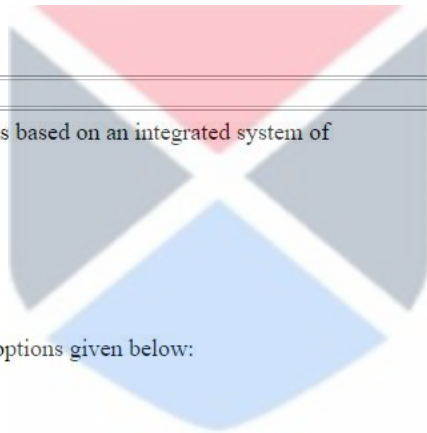 s based on an integrated system of
options given below: